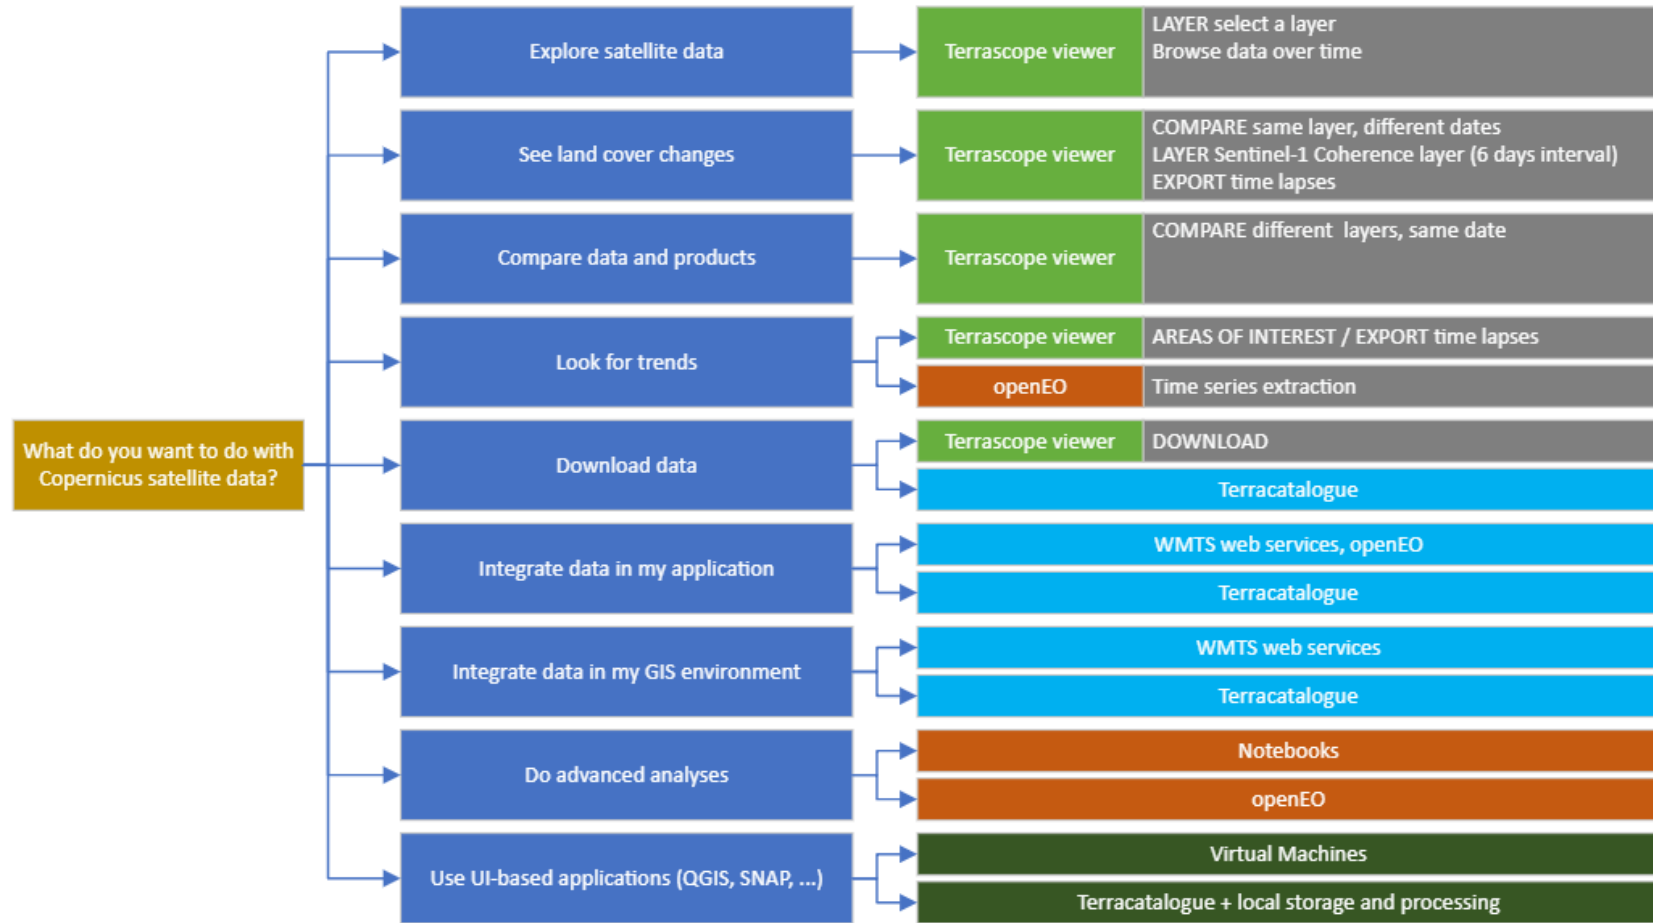 What do you want to do with
Copernicus satellite data?
Explore satellite data
Terrascope viewer
LAYER select a layer
Browse data over time
See land cover changes
Terrascope viewer
COMPARE same layer, different dates
LAYER Sentinel-1 Coherence layer (6 days interval)
EXPORT time lapses
Compare data and products
Terrascope viewer
COMPARE different layers, same date
Look for trends
Terrascope viewer
AREAS OF INTEREST / EXPORT time lapses
openEO
Time series extraction
Download data
Terrascope viewer
DOWNLOAD
Terracatalogue
Integrate data in my application
WMTS web services, openEO
Terracatalogue
Integrate data in my GIS environment
WMTS web services
Terracatalogue
Do advanced analyses
Notebooks
openEO
Use UI-based applications (QGIS, SNAP, ...)
Virtual Machines
Terracatalogue + local storage and processing